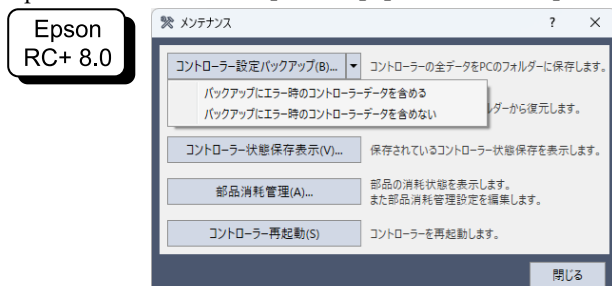 Epson
RC+ 8.0
メンテナンス
?
×
コントローラー設定バックアップ(B)...
コントローラーの全データをPCのフォルダーに保存します。
バックアップにエラー時のコントローラーデータを含める
バックアップにエラー時のコントローラーデータを含めない
ルダーから復元します。
コントローラー状態保存表示(V)...
保存されているコントローラー状態保存を表示します。
部品消耗管理(A)...
部品の消耗状態を表示します。
また部品消耗管理設定を編集します。
コントローラー再起動(S)
コントローラーを再起動します。
閉じる